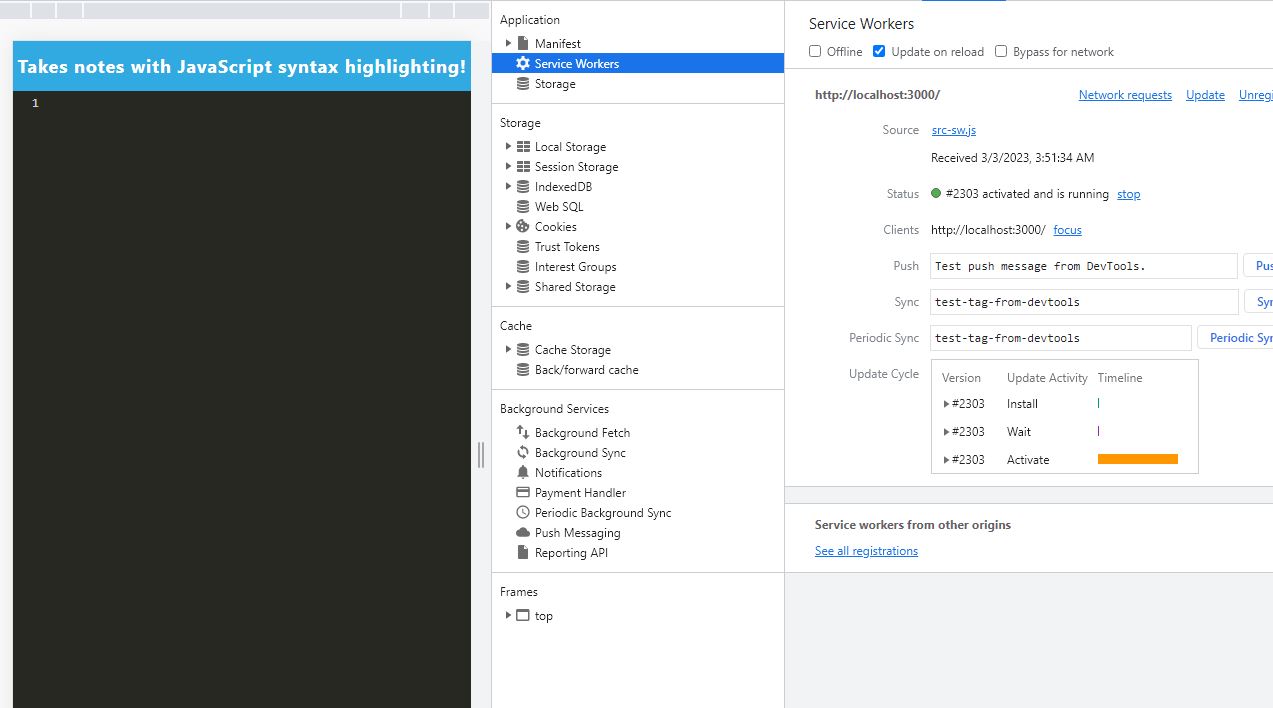 Takes notes with JavaScript syntax highlighting!
1
Application
Manifest
Service Workers
Storage
Storage
Local Storage
Session Storage
IndexedDB
Web SQL
Cookies
Trust Tokens
Interest Groups
Shared Storage
Cache
Cache Storage
Back/forward cache
Background Services
Background Fetch
Background Sync
Notifications
Payment Handler
Periodic Background Sync
Push Messaging
Reporting API
Frames
top
Service Workers
Offline Update on reload Bypass for network
http://localhost:3000/ Network requests Update Unregi
Source src-sw.js
Received 3/3/2023, 3:51:34 AM
Status #2303 activated and is running stop
Clients http://localhost:3000/ focus
Push Test push message from DevTools. Pus
Sync test-tag-from-devtools Syn
Periodic Sync test-tag-from-devtools Periodic Syn
Update Cycle Version Update Activity Timeline
#2303 Install
#2303 Wait
#2303 Activate
Service workers from other origins
See all registrations